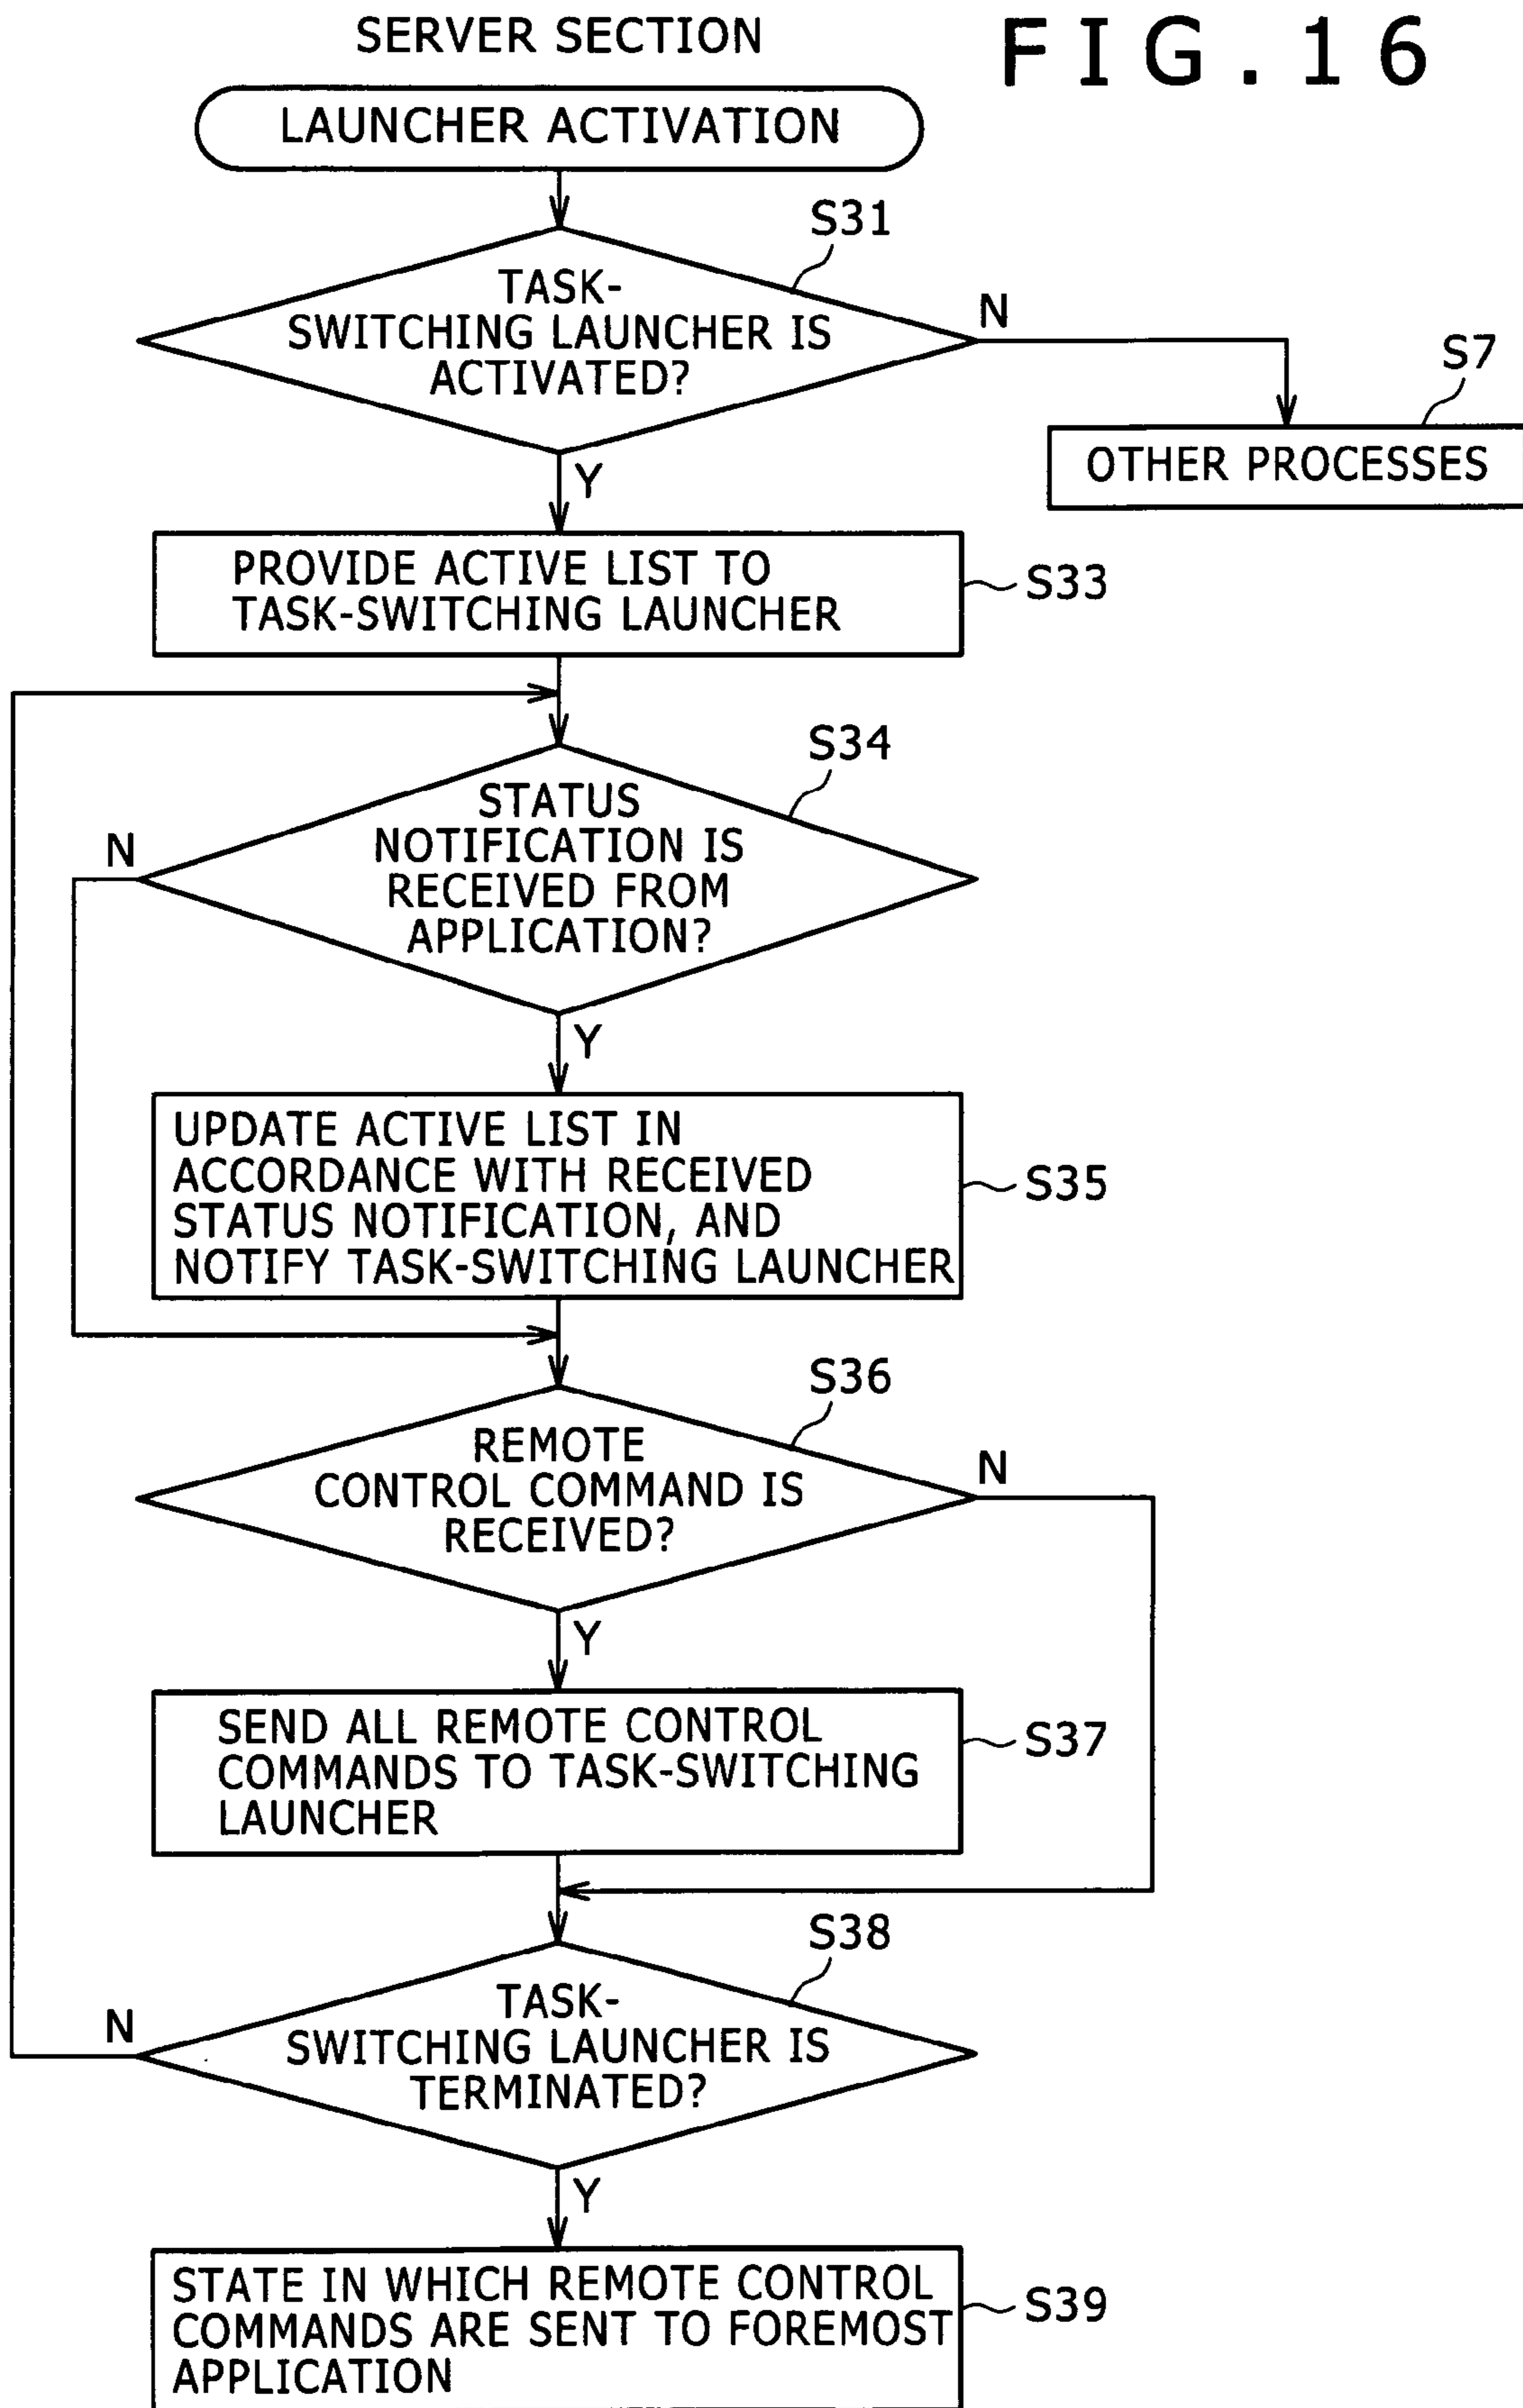 SERVER SECTION
FIG.16
LAUNCHER ACTIVATION
S31
TASK-
SWITCHING LAUNCHER IS
ACTIVATED?
N
S7
OTHER PROCESSES
Y
PROVIDE ACTIVE LIST TO
TASK-SWITCHING LAUNCHER
S33
S34
STATUS
NOTIFICATION IS
RECEIVED FROM
APPLICATION?
N
Y
UPDATE ACTIVE LIST IN
ACCORDANCE WITH RECEIVED
STATUS NOTIFICATION, AND
NOTIFY TASK-SWITCHING LAUNCHER
S35
S36
REMOTE
CONTROL COMMAND IS
RECEIVED?
N
Y
SEND ALL REMOTE CONTROL
COMMANDS TO TASK-SWITCHING
LAUNCHER
S37
S38
TASK-
SWITCHING LAUNCHER IS
TERMINATED?
N
Y
STATE IN WHICH REMOTE CONTROL
COMMANDS ARE SENT TO FOREMOST
APPLICATION
S39